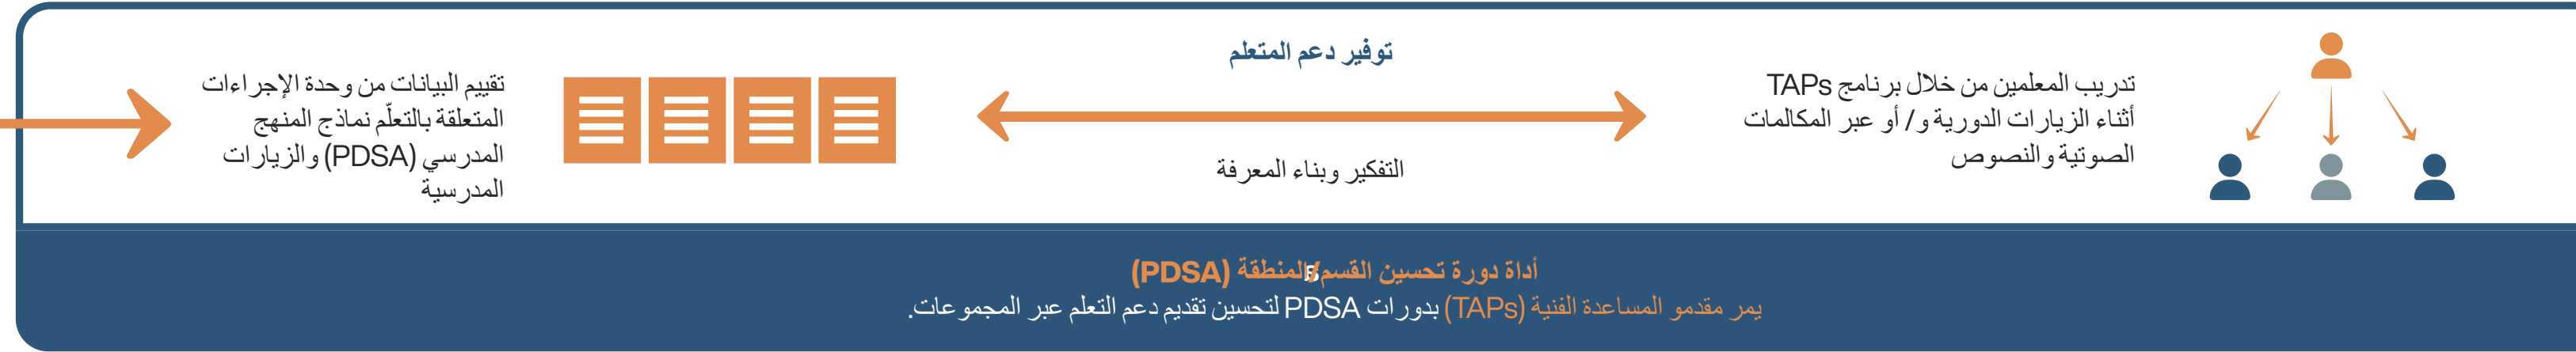 توفير دعم المتعلم
تدريب المعلمين من خلال برنامج TAPs
أثناء الزيارات الدورية و/ أو عبر المكالمات
الصوتية والنصوص
التفكير وبناء المعرفة
تقييم البيانات من وحدة الإجراءات
المتعلقة بالتعلّم نماذج المنهج
المدرسي (PDSA) والزيارات
المدرسية
أداة دورة تحسين القسم/المنطقة (PDSA)
يمر مقدمو المساعدة الفنية (TAPs) بدورات PDSA لتحسين تقديم دعم التعلم عبر المجموعات.